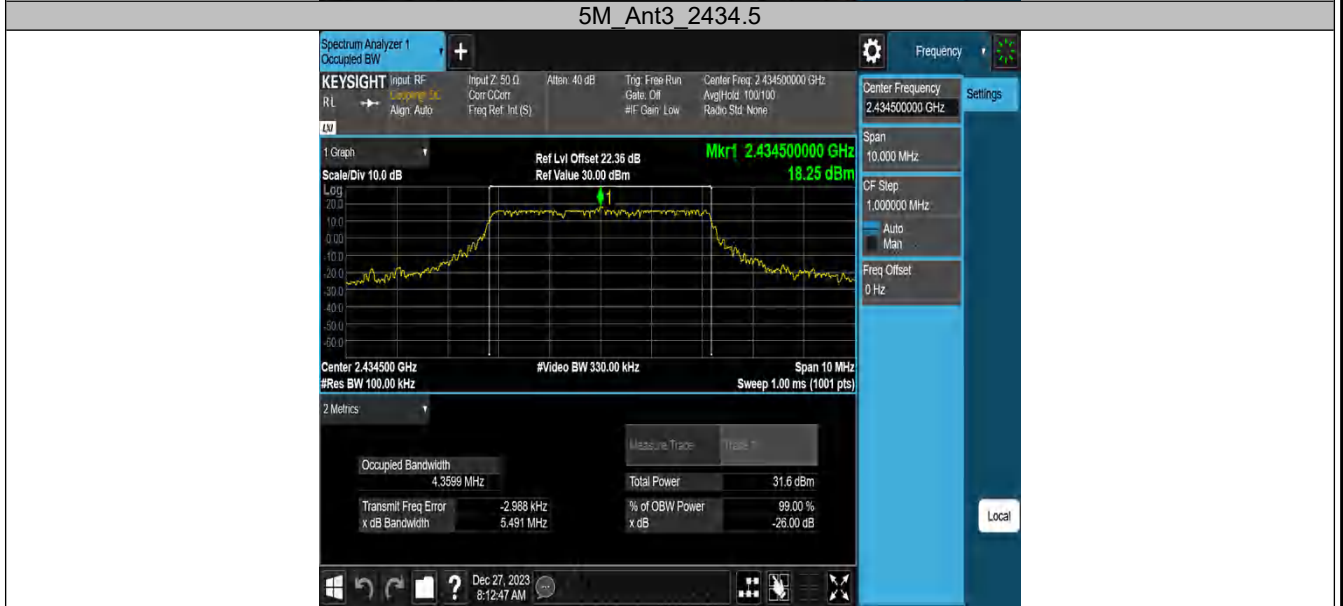 5M_Ant3_2434.5
Spectrum Analyzer 1
Occupied BW
+
Frequency
KEYSIGHT
RL
Input: RF
Coupling: DC
Align: Auto
Input Z: 50 Ω
Corr CCorr
Freq Ref: Int (S)
Atten: 40 dB
Trig: Free Run
Gate: Off
#IF Gain: Low
Center Freq: 2.434500000 GHz
Avg|Hold: 100/100
Radio Std: None
LXI
Center Frequency
2.434500000 GHz
Settings
Span
10.000 MHz
CF Step
1.000000 MHz
Auto
Man
Freq Offset
0 Hz
1 Graph
Scale/Div 10.0 dB
Ref Lvl Offset 22.36 dB
Ref Value 30.00 dBm
Mkr1 2.434500000 GHz
18.25 dBm
Log
20.0
10.0
0.00
-10.0
-20.0
-30.0
-40.0
-50.0
-60.0
1
Center 2.434500 GHz
#Res BW 100.00 kHz
#Video BW 330.00 kHz
Span 10 MHz
Sweep 1.00 ms (1001 pts)
2 Metrics
Measure Trace
Trace 1
Occupied Bandwidth
4.3599 MHz
Total Power 31.6 dBm
Transmit Freq Error -2.988 kHz
% of OBW Power 99.00 %
x dB Bandwidth 5.491 MHz
x dB -26.00 dB
Local
?
Dec 27, 2023
8:12:47 AM